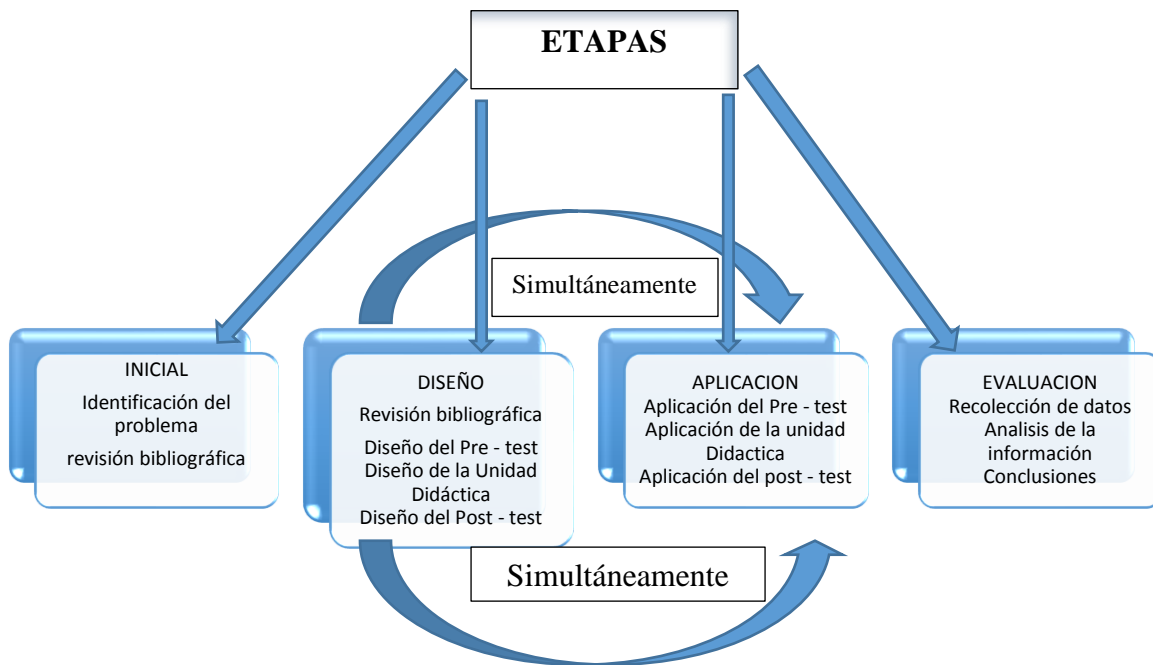 ETAPAS
Simultáneamente
INICIAL
Identificación del
problema
revisión bibliográfica
DISEÑO
Revisión bibliográfica
Diseño del Pre - test
Diseño de la Unidad
Didáctica
Diseño del Post - test
APLICACION
Aplicación del Pre - test
Aplicación de la unidad
Didactica
Aplicación del post - test
EVALUACION
Recolección de datos
Analisis de la
información
Conclusiones
Simultáneamente